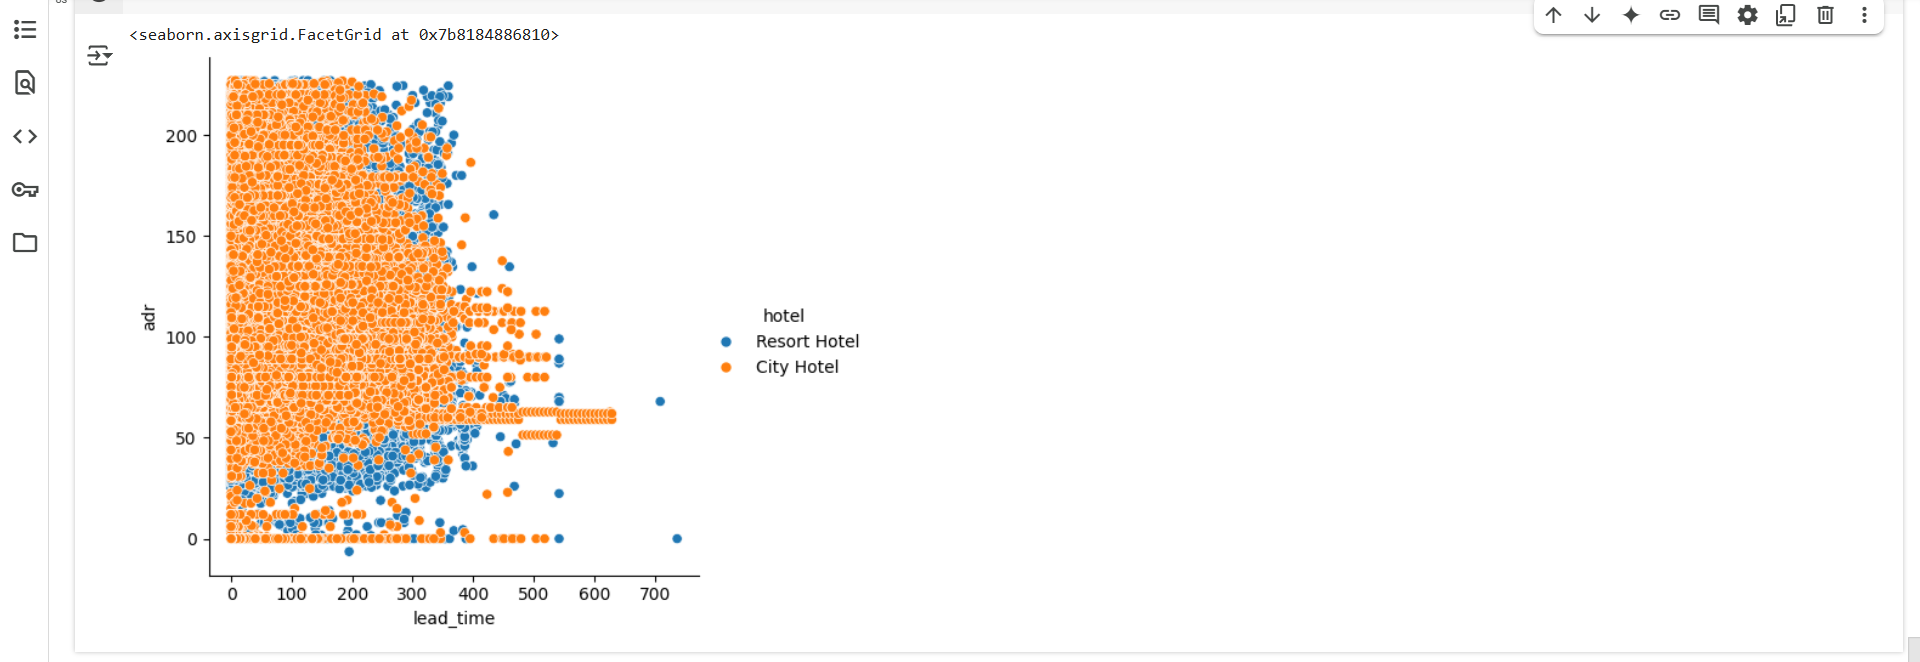 <seaborn.axisgrid.FacetGrid at 0x7b8184886810>
200
150
100
50
0
adr
0 100 200 300 400 500 600 700
lead_time
hotel
Resort Hotel
City Hotel